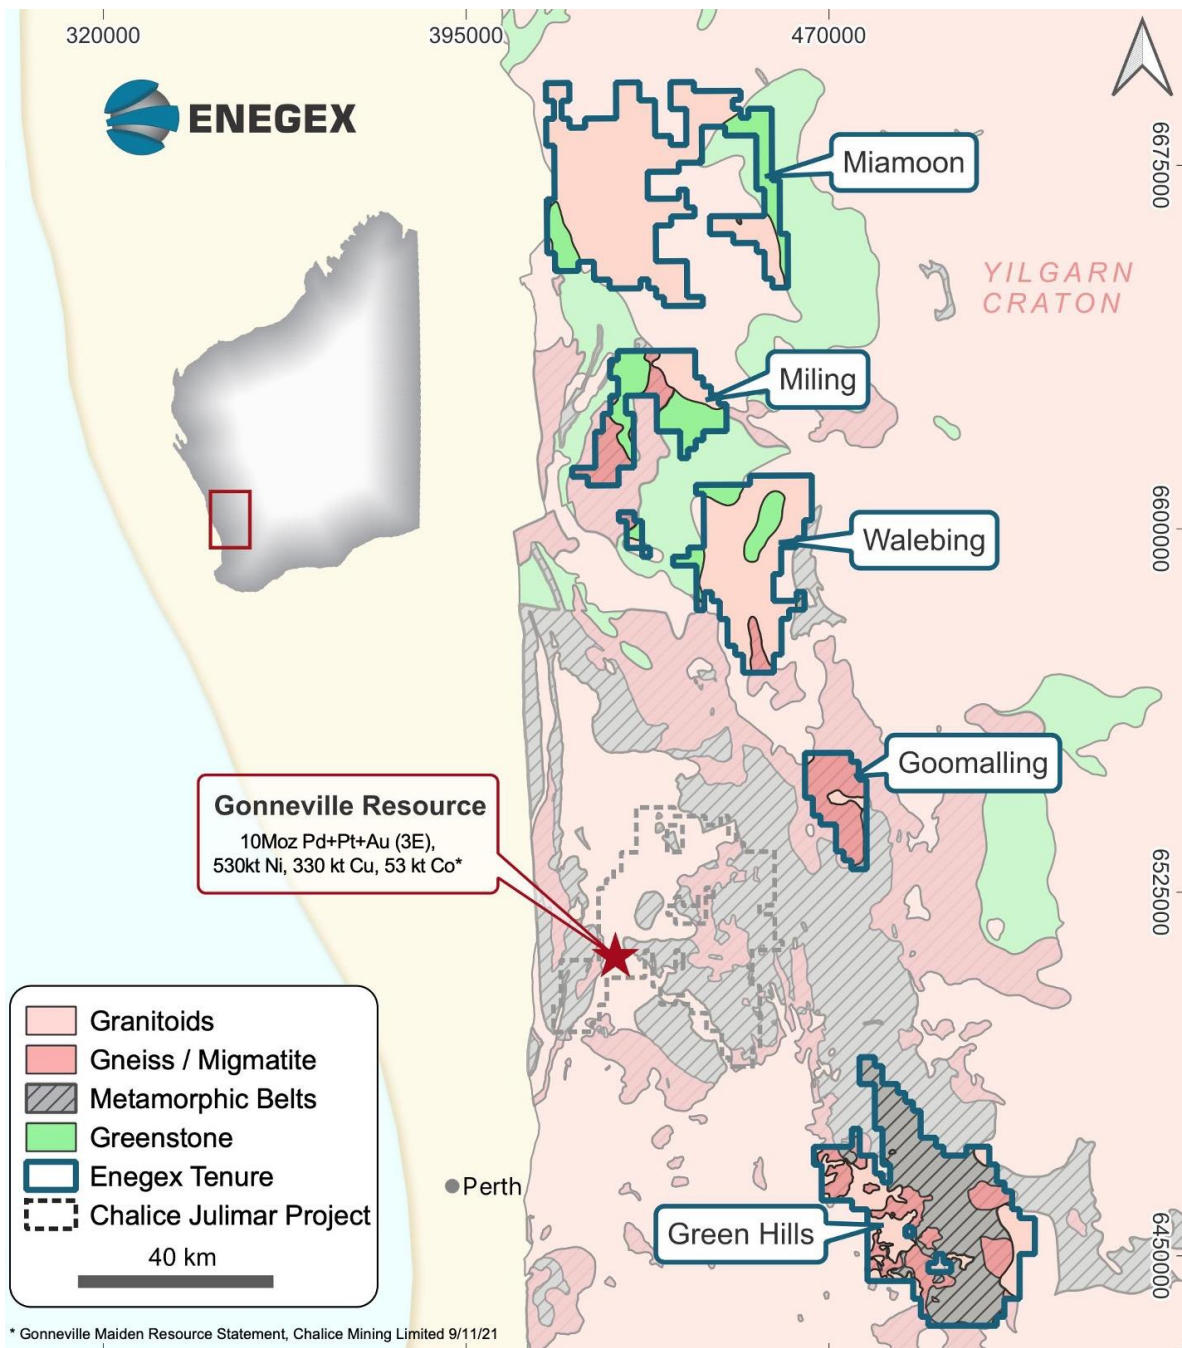 320000
395000
470000
ENEGEX
Miamoon
6675000
YILGARN
CRATON
Miling
Walebing
6600000
Goomalling
Gonneville Resource
10Moz Pd+Pt+Au (3E),
530kt Ni, 330 kt Cu, 53 kt Co*
6525000
Granitoids
Gneiss / Migmatite
Metamorphic Belts
Greenstone
Enegex Tenure
Chalice Julimar Project
40 km
Perth
Green Hills
6450000
* Gonneville Maiden Resource Statement, Chalice Mining Limited 9/11/21